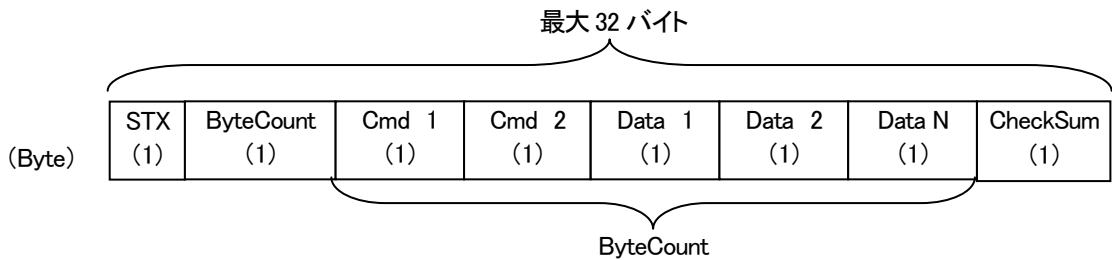 最大 32 バイト
STX ByteCount Cmd 1 Cmd 2 Data 1 Data 2 Data N CheckSum
(Byte) (1) (1) (1) (1) (1) (1) (1) (1)
ByteCount